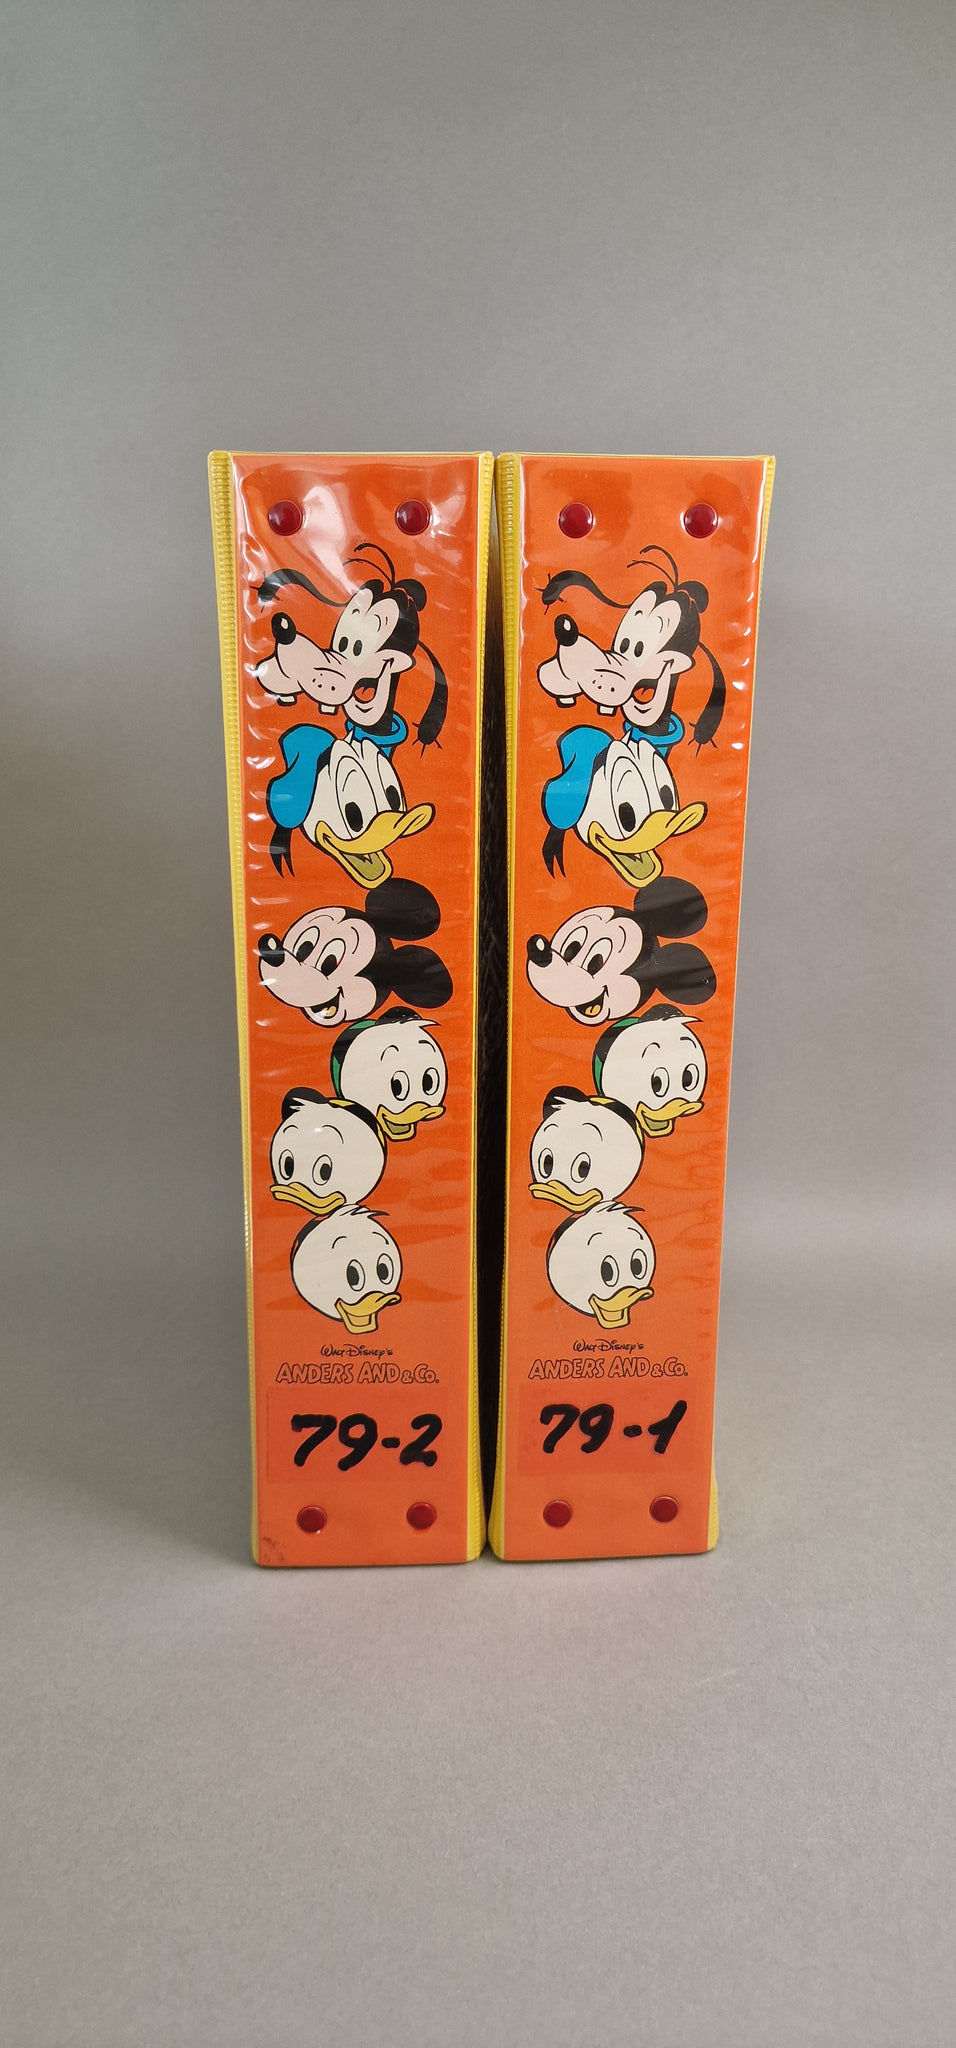 WALT DISNEY'S
ANDERS AND & Co.
79-2
WALT DISNEY'S
ANDERS AND & Co.
79-1